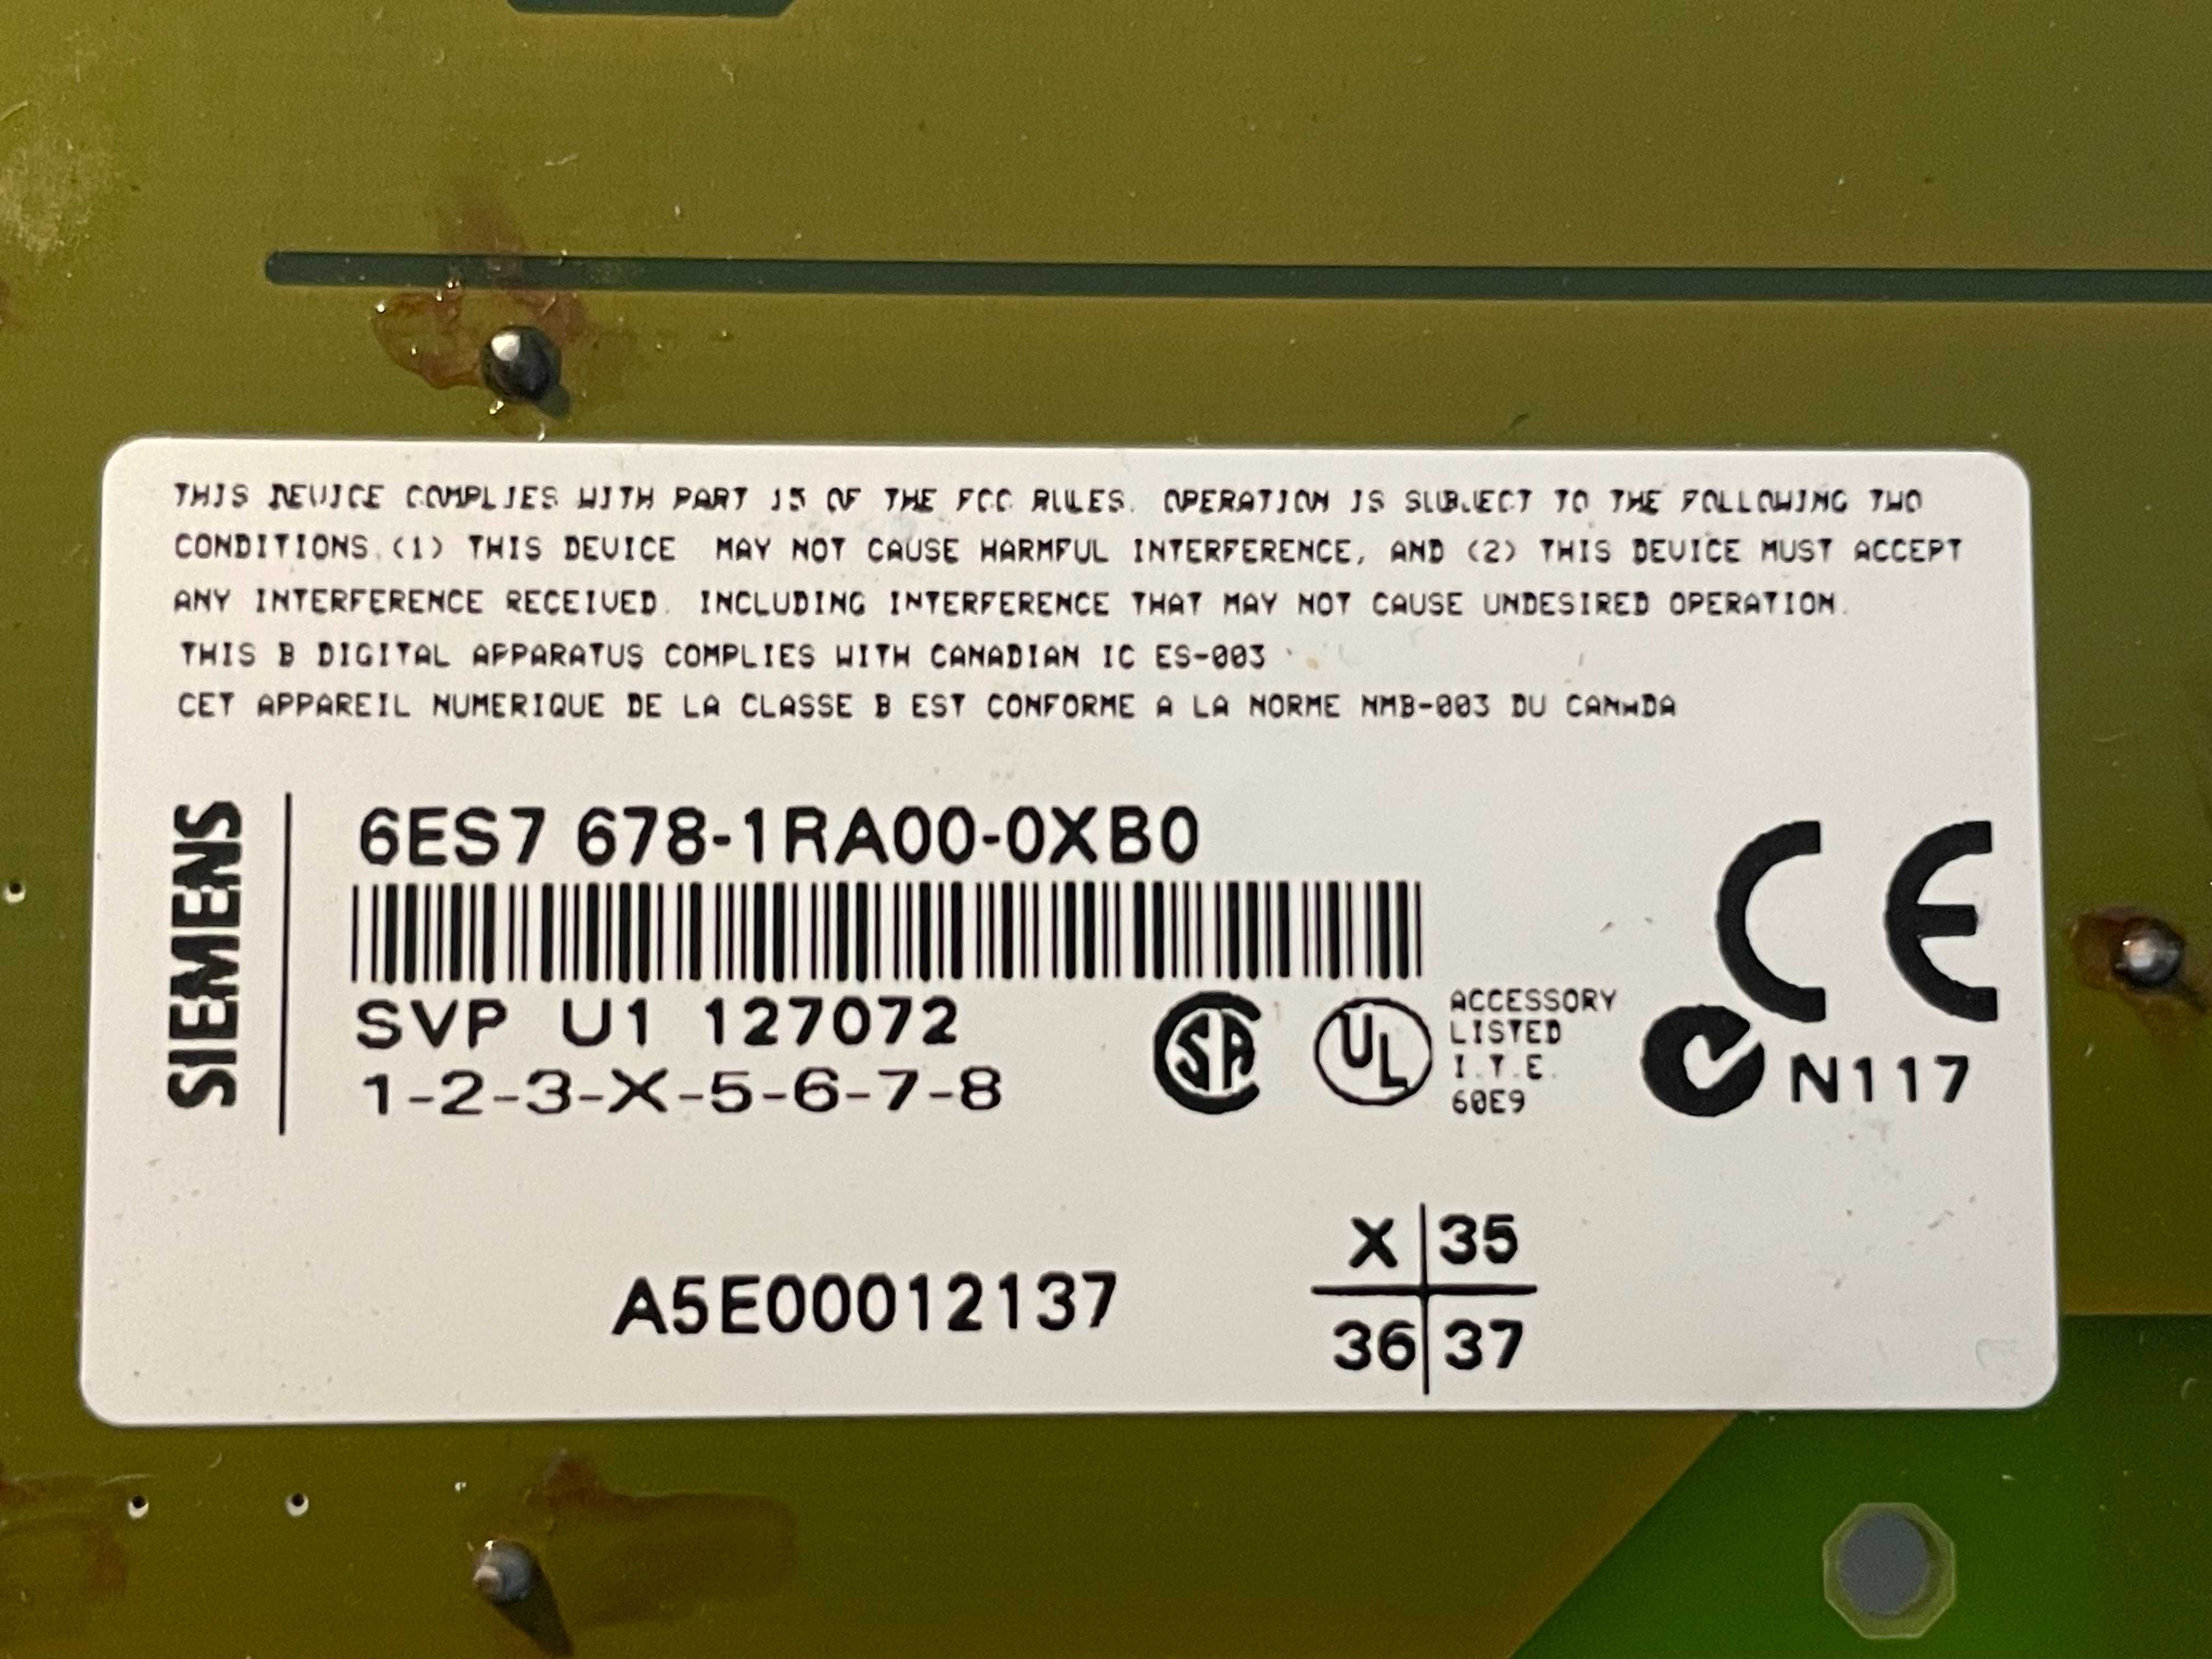 THIS DEVICE COMPLIES WITH PART 15 OF THE FCC RULES. OPERATION IS SUBJECT TO THE FOLLOWING TWO
CONDITIONS.(1) THIS DEVICE MAY NOT CAUSE HARMFUL INTERFERENCE, AND (2) THIS DEVICE MUST ACCEPT
ANY INTERFERENCE RECEIVED. INCLUDING INTERFERENCE THAT MAY NOT CAUSE UNDESIRED OPERATION.
THIS B DIGITAL APPARATUS COMPLIES WITH CANADIAN IC ES-003
CET APPAREIL NUMERIQUE DE LA CLASSE B EST CONFORME A LA NORME NMB-003 DU CANADA
SIEMENS
6ES7 678-1RA00-0XB0
SVP U1 127072
1-2-3-X-5-6-7-8
SA
UL
ACCESSORY
LISTED
I.T.E.
60E9
CE
N117
A5E00012137
X 35
36 37